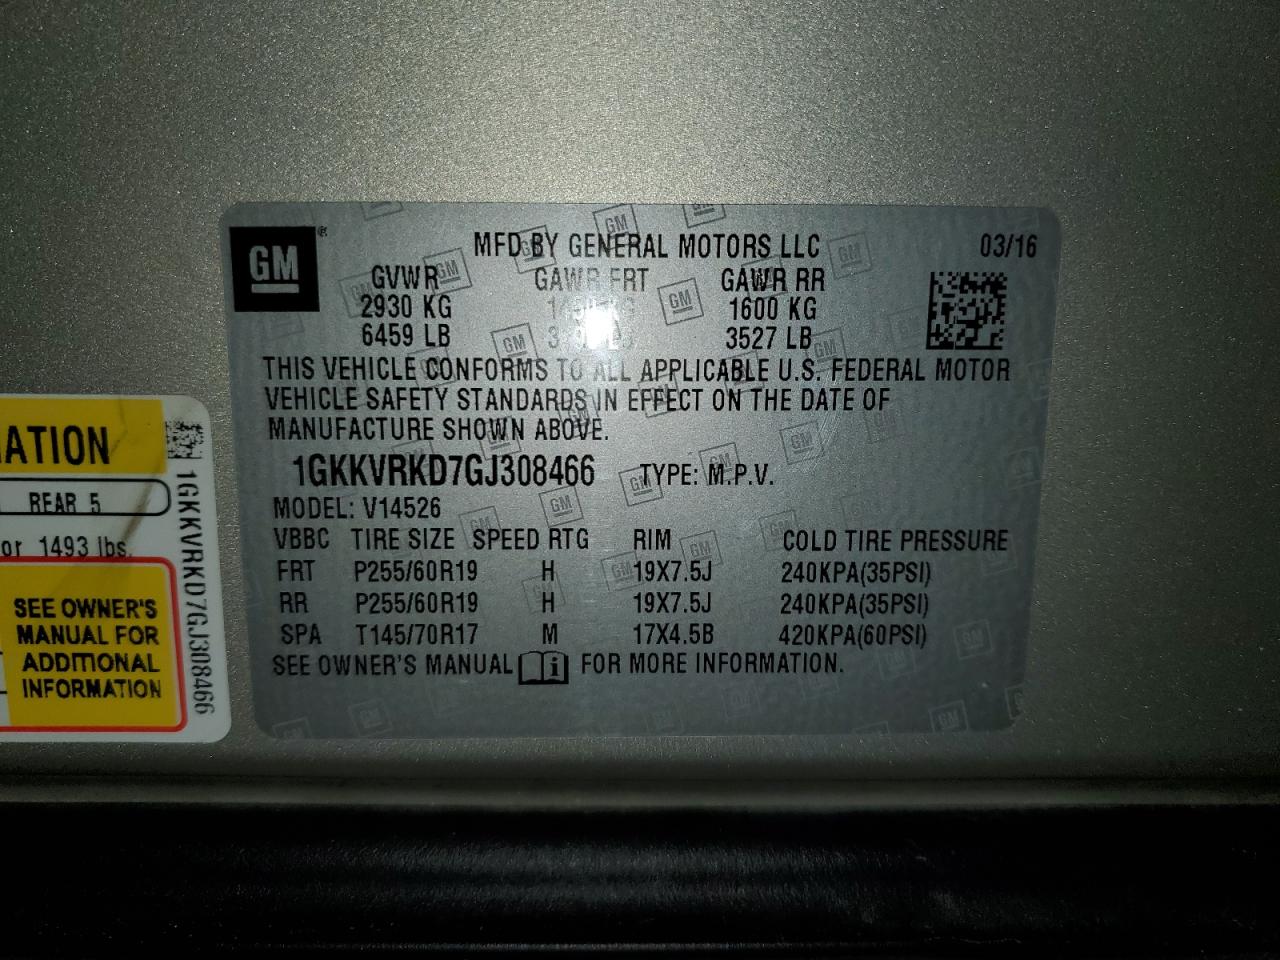 GM ®
MFD BY GENERAL MOTORS LLC 03/16
GVWR GAWR FRT GAWR RR
2930 KG 1600 KG
6459 LB 3527 LB
THIS VEHICLE CONFORMS TO ALL APPLICABLE U.S. FEDERAL MOTOR
VEHICLE SAFETY STANDARDS IN EFFECT ON THE DATE OF
MANUFACTURE SHOWN ABOVE.
1GKKVRKD7GJ308466 TYPE: M.P.V.
MODEL: V14526
VBBC TIRE SIZE SPEED RTG RIM COLD TIRE PRESSURE
FRT P255/60R19 H 19X7.5J 240KPA(35PSI)
RR P255/60R19 H 19X7.5J 240KPA(35PSI)
SPA T145/70R17 M 17X4.5B 420KPA(60PSI)
SEE OWNER'S MANUAL i FOR MORE INFORMATION.
ATION
REAR 5
or 1493 lbs.
SEE OWNER'S
MANUAL FOR
ADDITIONAL
INFORMATION
1GKKVRKD7GJ308466